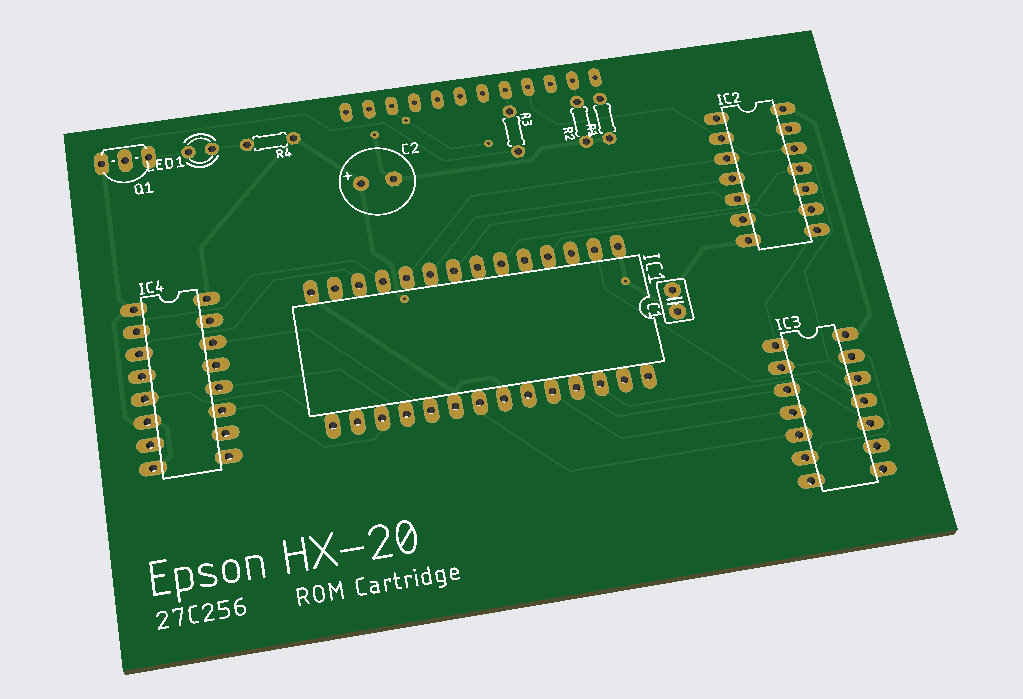 IC2
R3
R2
R1
C2
R4
LED1
Q1
+
IC1
C1
IC4
IC3
Epson HX-20
27C256 ROM Cartridge